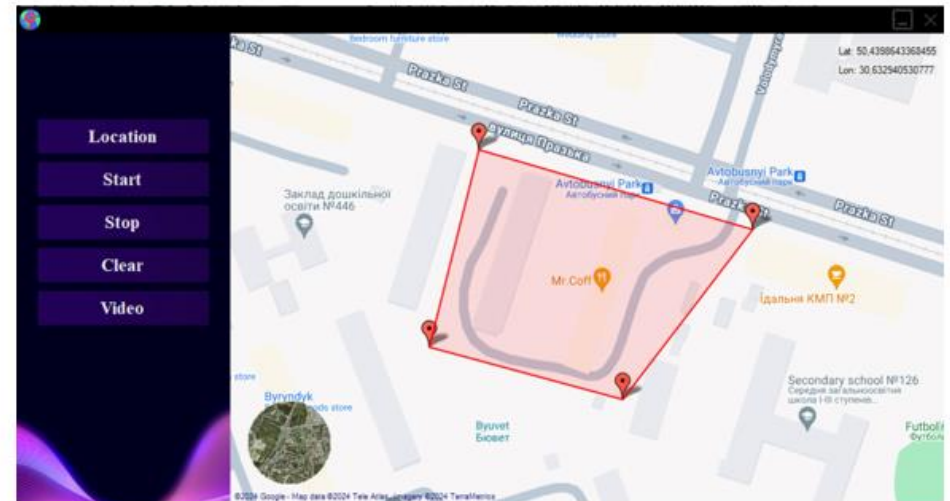 Location
Start
Stop
Clear
Video
Bedroom furniture store
Lat: 50,4398643368455
Lon: 30,632940530777
Prazka St
Prazka St
вулиця Празька
Avtobusnyi Park
Автобусний парк
Avtobusnyi Park
Автобусний парк
Prazka St
Prazka St
Заклад дошкільної
освіти №446
Mr.Coff
Їдальня КМП №2
Secondary school №126
Середня загальноосвітня
школа І-ІІІ ступенів...
store
Byryndyk
ods store
Byuvet
Бювет
Futboln
Футболь
©2024 Google - Map data ©2024 Tele Atlas, Imagery ©2024 TerraMetrics